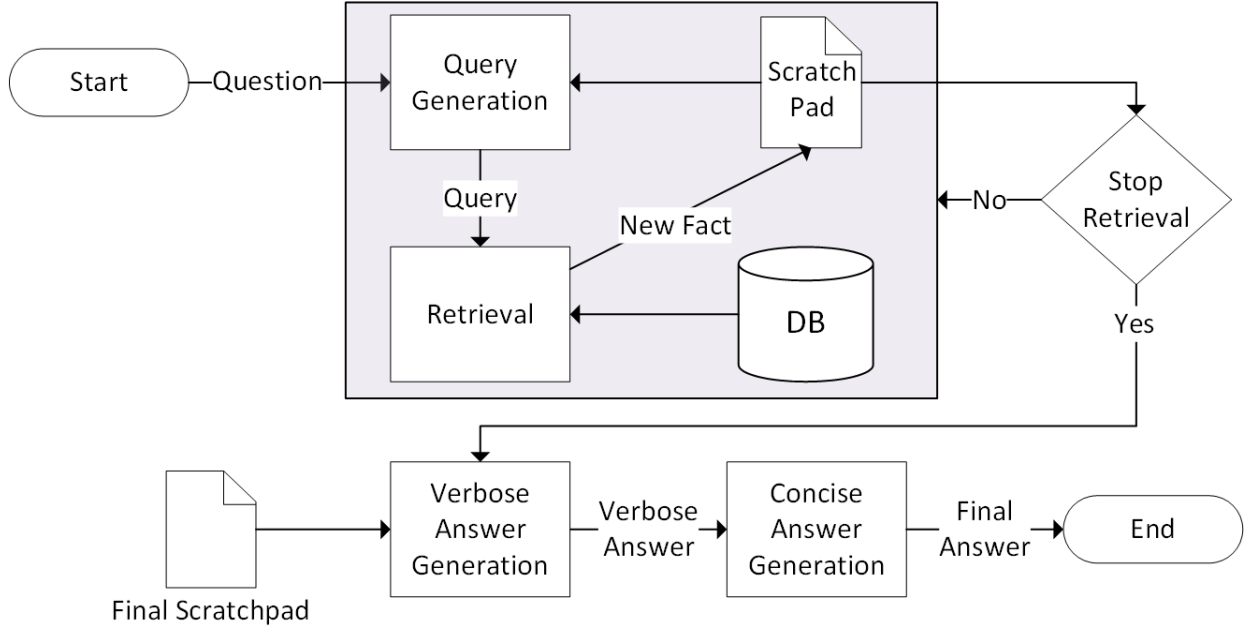 Start
Question
Query
Generation
Scratch
Pad
Query
New Fact
Retrieval
DB
Stop
Retrieval
No
Yes
Final Scratchpad
Verbose
Answer
Generation
Verbose
Answer
Concise
Answer
Generation
Final
Answer
End